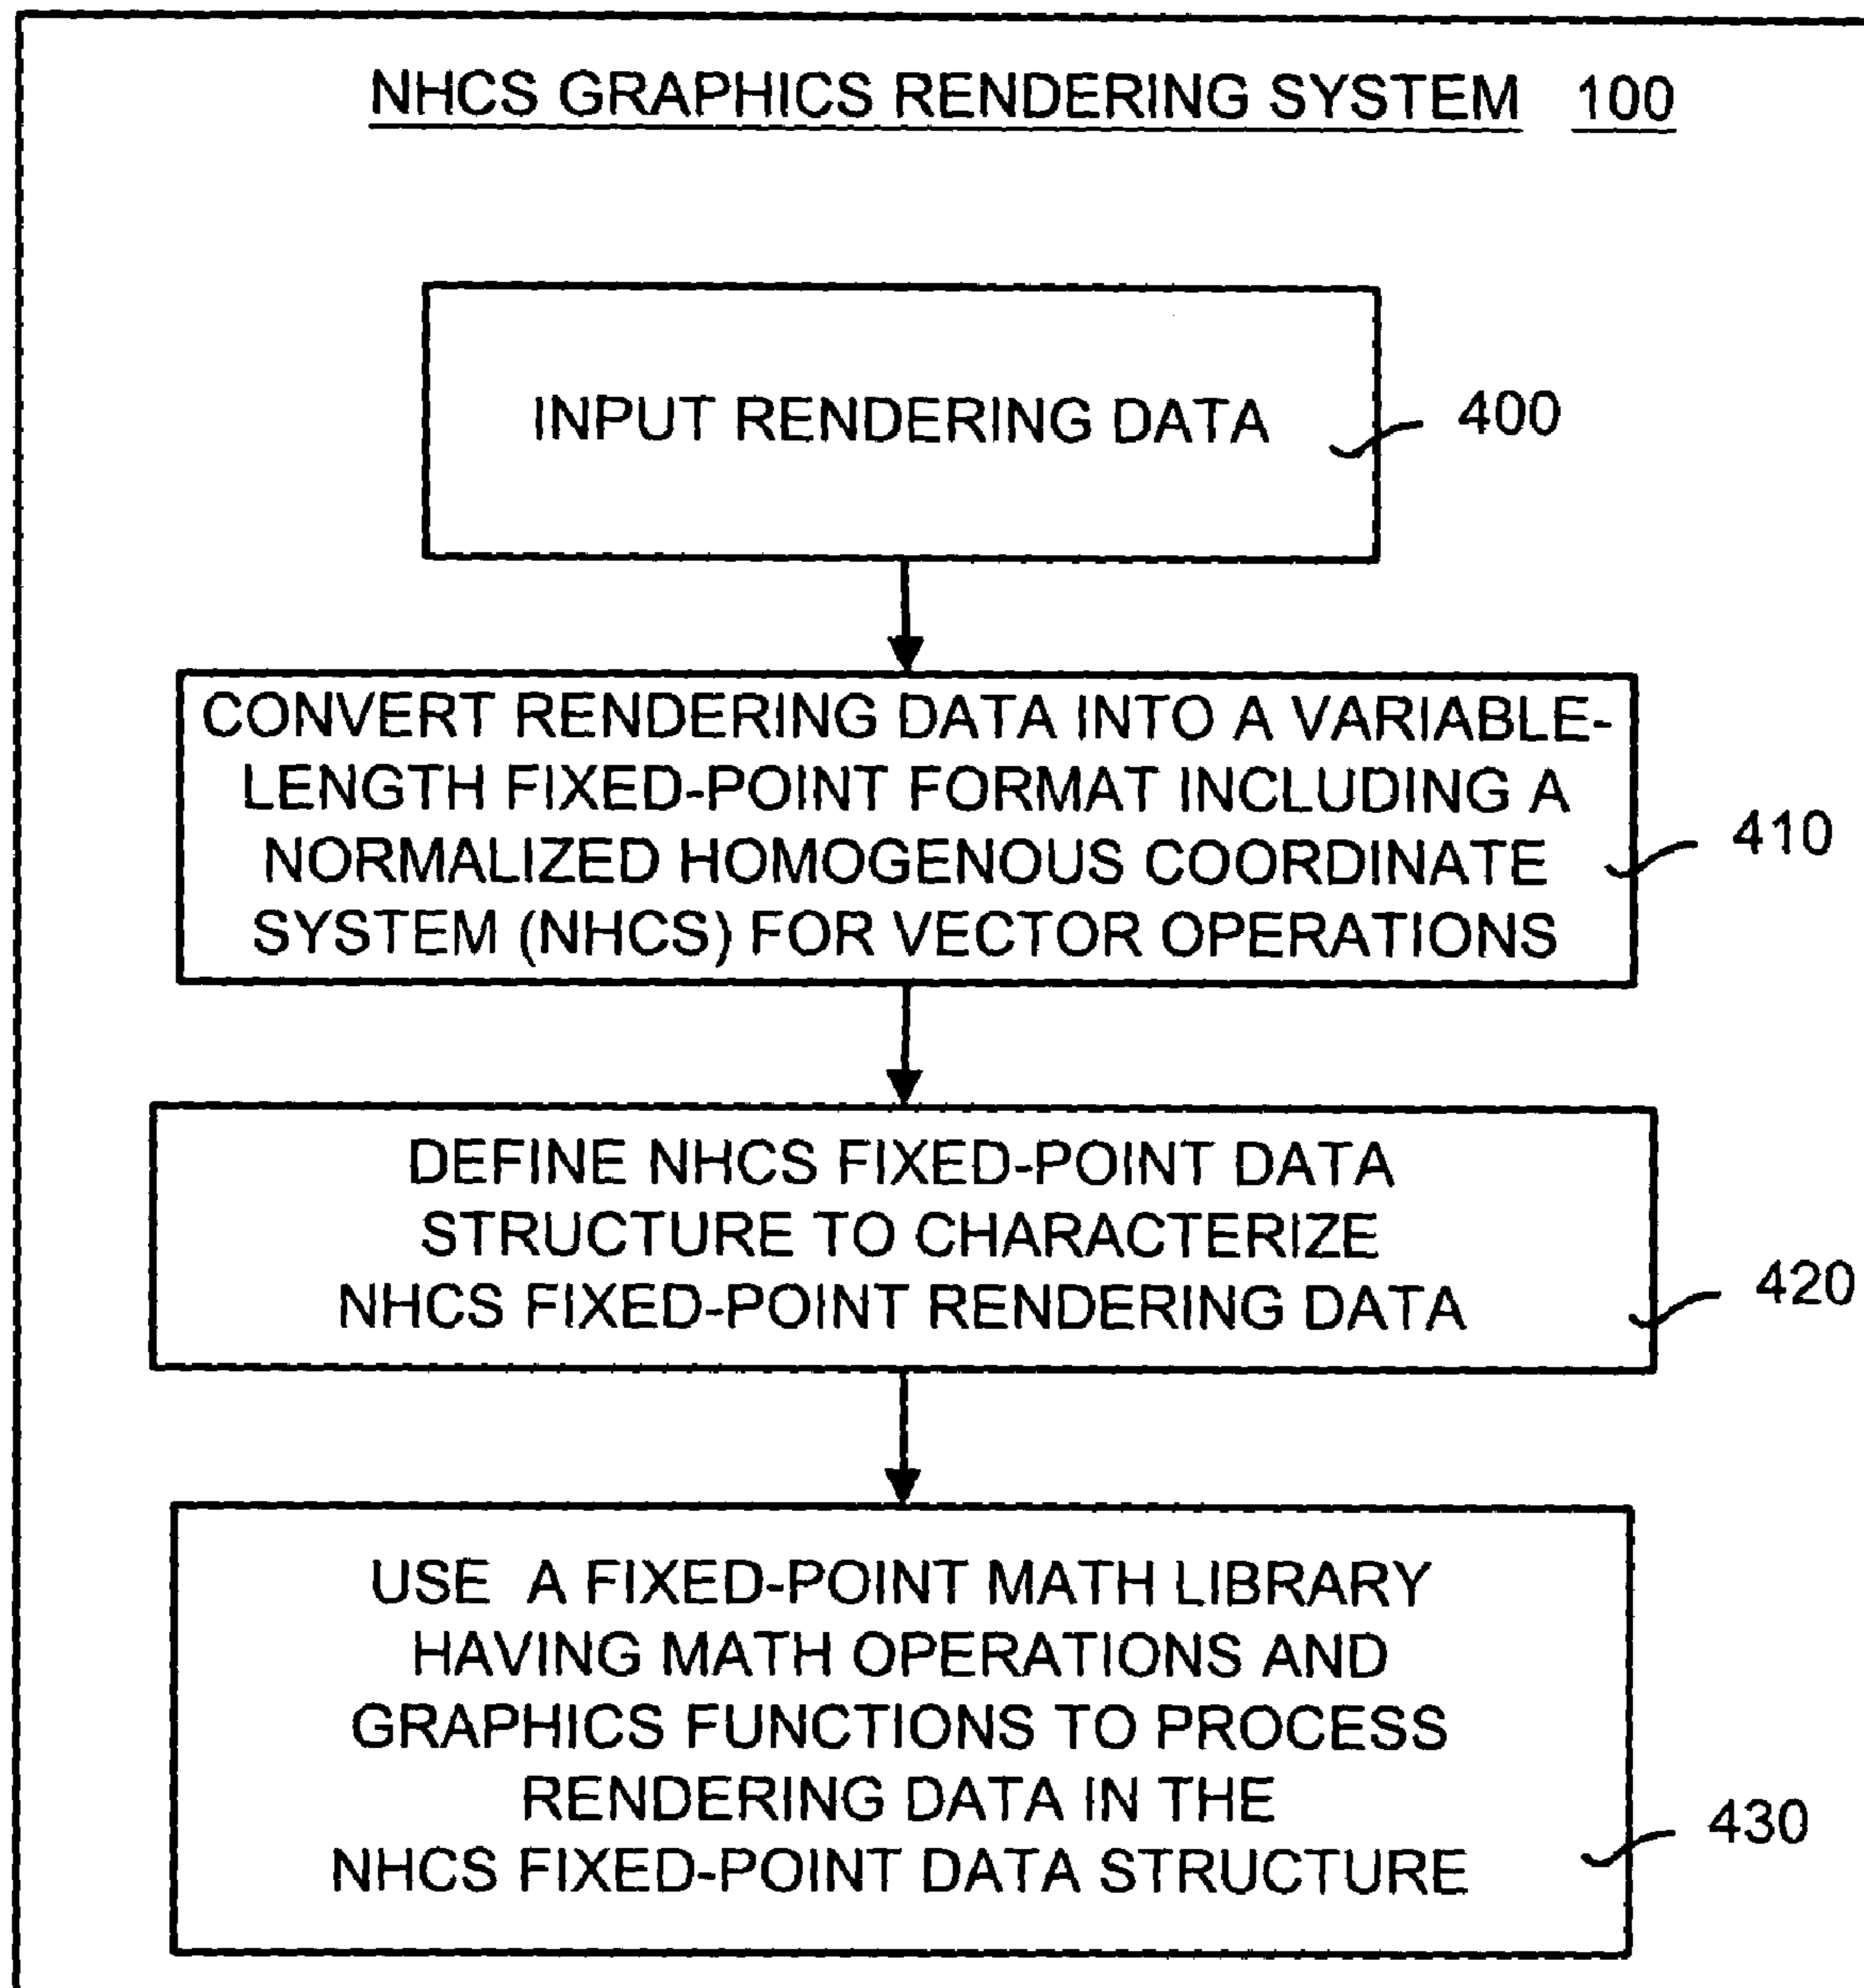 NHCS GRAPHICS RENDERING SYSTEM 100
INPUT RENDERING DATA
400
CONVERT RENDERING DATA INTO A VARIABLE-
LENGTH FIXED-POINT FORMAT INCLUDING A
NORMALIZED HOMOGENOUS COORDINATE
SYSTEM (NHCS) FOR VECTOR OPERATIONS
410
DEFINE NHCS FIXED-POINT DATA
STRUCTURE TO CHARACTERIZE
NHCS FIXED-POINT RENDERING DATA
420
USE A FIXED-POINT MATH LIBRARY
HAVING MATH OPERATIONS AND
GRAPHICS FUNCTIONS TO PROCESS
RENDERING DATA IN THE
NHCS FIXED-POINT DATA STRUCTURE
430